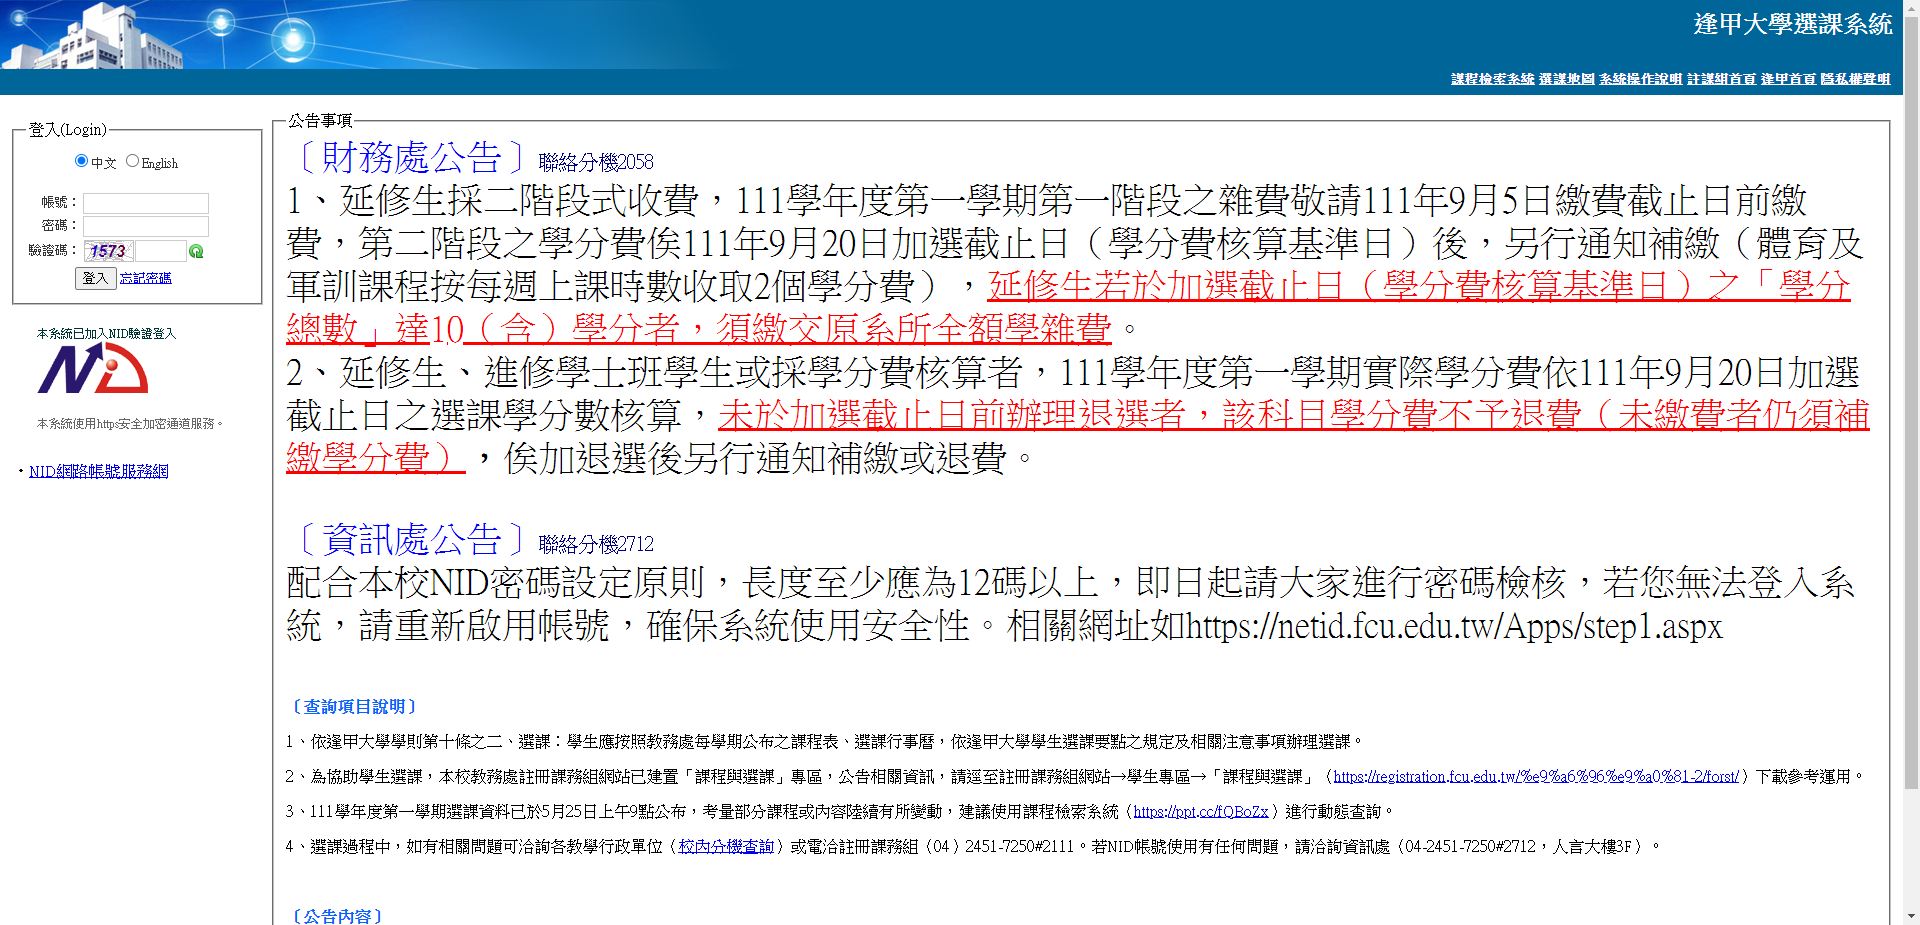 逢甲大學選課系統
課程檢索系統 選課地圖 系統操作說明 註課組首頁 逢甲首頁 隱私權聲明
登入(Login)
中文 English
帳號：
密碼：
驗證碼： 1573
登入 忘記密碼
本系統已加入NID驗證登入
NID
本系統使用https安全加密通道服務。
・NID網路帳號服務網
公告事項
〔財務處公告〕聯絡分機2058
1、延修生採二階段式收費，111學年度第一學期第一階段之雜費敬請111年9月5日繳費截止日前繳
費，第二階段之學分費俟111年9月20日加選截止日（學分費核算基準日）後，另行通知補繳（體育及
軍訓課程按每週上課時數收取2個學分費），延修生若於加選截止日（學分費核算基準日）之「學分
總數」達10（含）學分者，須繳交原系所全額學雜費。
2、延修生、進修學士班學生或採學分費核算者，111學年度第一學期實際學分費依111年9月20日加選
截止日之選課學分數核算，未於加選截止日前辦理退選者，該科目學分費不予退費（未繳費者仍須補
繳學分費），俟加退選後另行通知補繳或退費。
〔資訊處公告〕聯絡分機2712
配合本校NID密碼設定原則，長度至少應為12碼以上，即日起請大家進行密碼檢核，若您無法登入系
統，請重新啟用帳號，確保系統使用安全性。相關網址如https://netid.fcu.edu.tw/Apps/step1.aspx
〔查詢項目說明〕
1、依逢甲大學學則第十條之二、選課：學生應按照教務處每學期公布之課程表、選課行事曆，依逢甲大學學生選課要點之規定及相關注意事項辦理選課。
2、為協助學生選課，本校教務處註冊課務組網站已建置「課程與選課」專區，公告相關資訊，請逕至註冊課務組網站→學生專區→「課程與選課」（https://registration.fcu.edu.tw/%e9%a6%96%e9%a0%81-2/forst/）下載參考運用。
3、111學年度第一學期選課資料已於5月25日上午9點公布，考量部分課程或內容陸續有所變動，建議使用課程檢索系統（https://ppt.cc/fQBoZx）進行動態查詢。
4、選課過程中，如有相關問題可洽詢各教學行政單位（校內分機查詢）或電洽註冊課務組（04）2451-7250#2111。若NID帳號使用有任何問題，請洽詢資訊處（04-2451-7250#2712，人言大樓3F）。
〔公告內容〕